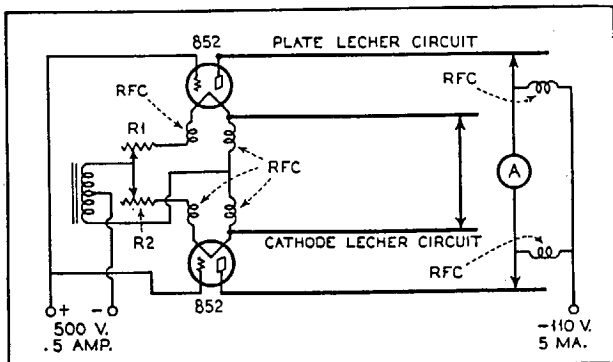 852
PLATE LECHER CIRCUIT
RFC
RFC
R1
RFC
A
R2
CATHODE LECHER CIRCUIT
RFC
852
+ -
500 V.
.5 AMP.
-110 V.
5 MA.